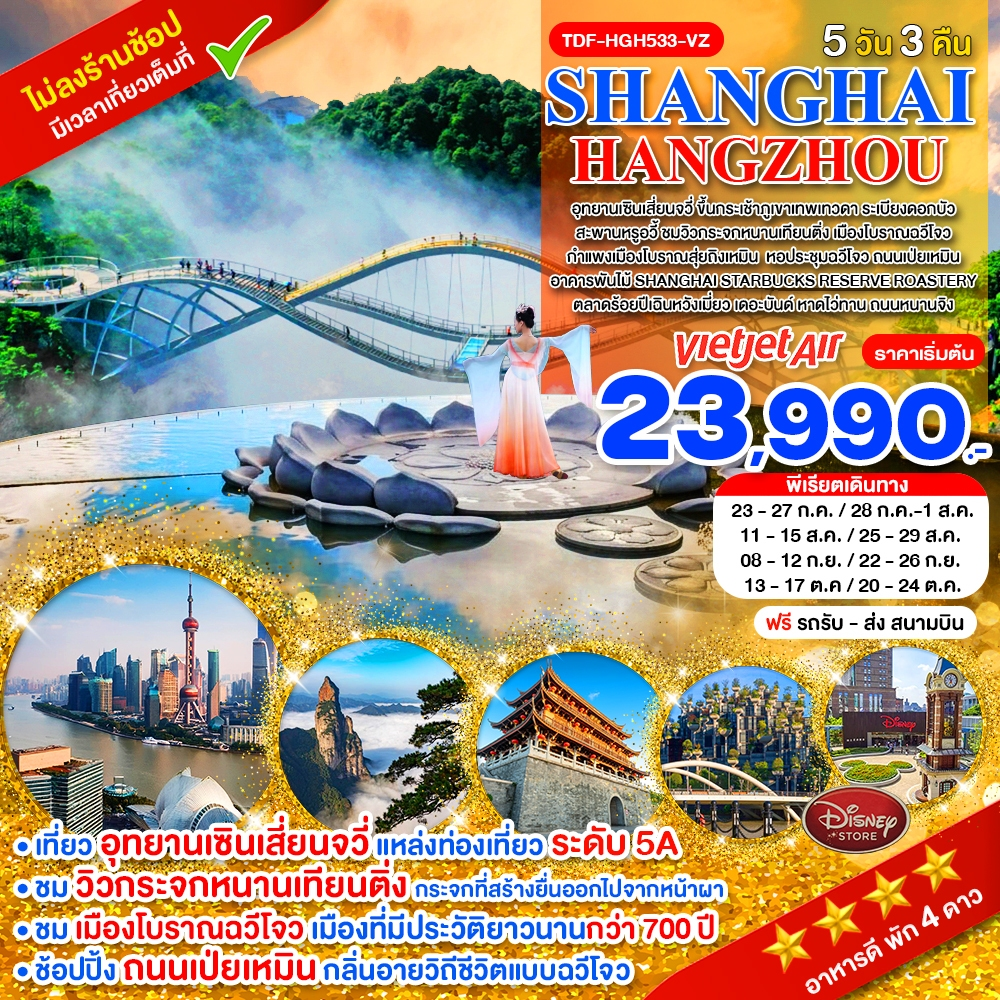 ไม่ลงร้านช้อป
มีเวลาเที่ยวเต็มที่
TDF-HGH533-VZ
5 วัน 3 คืน
SHANGHAI
HANGZHOU
อุทยานเซินเสี่ยนจวี ขึ้นกระเช้าภูเขาเทพเทวดา ระเบียงดอกบัว
สะพานหรูอวี้ ชมวิวกระจกหนานเทียนติ่ง เมืองโบราณฉวีโจว
กำแพงเมืองโบราณสุ่ยถิงเหมิน หอประชุมฉวีโจว ถนนเป่ยเหมิน
อาคารพันไม้ SHANGHAI STARBUCKS RESERVE ROASTERY
ตลาดร้อยปีเฉินหวังเมี่ยว เดอะบันด์ หาดไว่ทาน ถนนหนานจิง
vietjet Air
ราคาเริ่มต้น
23,990.-
พีเรียตเดินทาง
23 - 27 ก.ค. / 28 ก.ค.-1 ส.ค.
11 - 15 ส.ค. / 25 - 29 ส.ค.
08 - 12 ก.ย. / 22 - 26 ก.ย.
13 - 17 ต.ค / 20 - 24 ต.ค.
ฟรี รถรับ - ส่ง สนามบิน
DISNEY
DISNEY
STORE
• เที่ยว อุทยานเซินเสี่ยนจวี่ แหล่งท่องเที่ยว ระดับ 5A
• ชม วิวกระจกหนานเทียนติ่ง กระจกที่สร้างยื่นออกไปจากหน้าผา
• ชม เมืองโบราณฉวีโจว เมืองที่มีประวัติยาวนานกว่า 700 ปี
• ช้อปปิ้ง ถนนเป่ยเหมิน กลิ่นอายวิถีชีวิตแบบฉวีโจว
อาหารดี พัก 4 ดาว